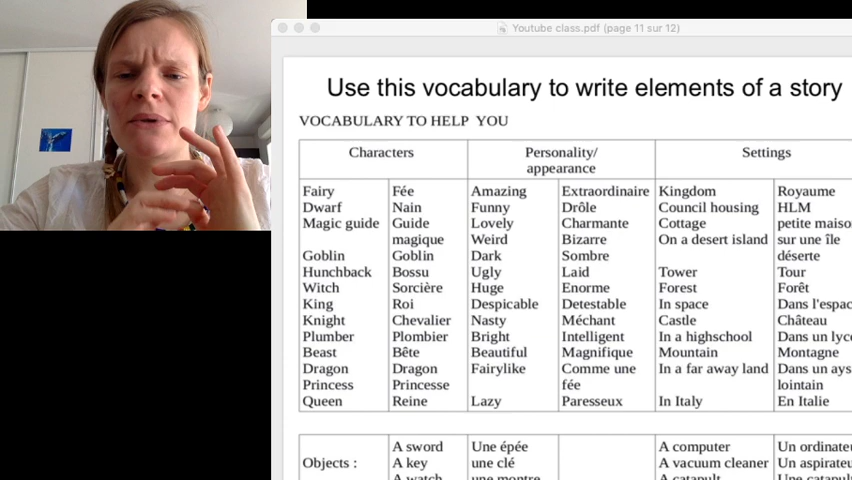 Youtube class.pdf (page 11 sur 12)
Use this vocabulary to write elements of a story
VOCABULARY TO HELP YOU
Characters Personality/ appearance Settings
Fairy Fée Amazing Extraordinaire Kingdom Royaume
Dwarf Nain Funny Drôle Council housing HLM
Magic guide Guide Lovely Charmante Cottage petite
magique Weird Bizarre On a desert island sur une île
Goblin Goblin Dark Sombre déserte
Hunchback Bossu Ugly Laid Tower Tour
Witch Sorcière Huge Enorme Forest Forêt
King Roi Despicable Detestable In space Dans
Knight Chevalier Nasty Méchant Castle Château
Plumber Plombier Bright Intelligent In a highschool Dans un
Beast Bête Beautiful Magnifique Mountain Montagne
Dragon Dragon Fairylike Comme une In a far away land Dans un
Princess Princesse fée lointain
Queen Reine Lazy Paresseux In Italy En Italie
A sword Une épée A computer Un
Objects : A key une clé A vacuum cleaner Un
A watch une montre A catapult Une